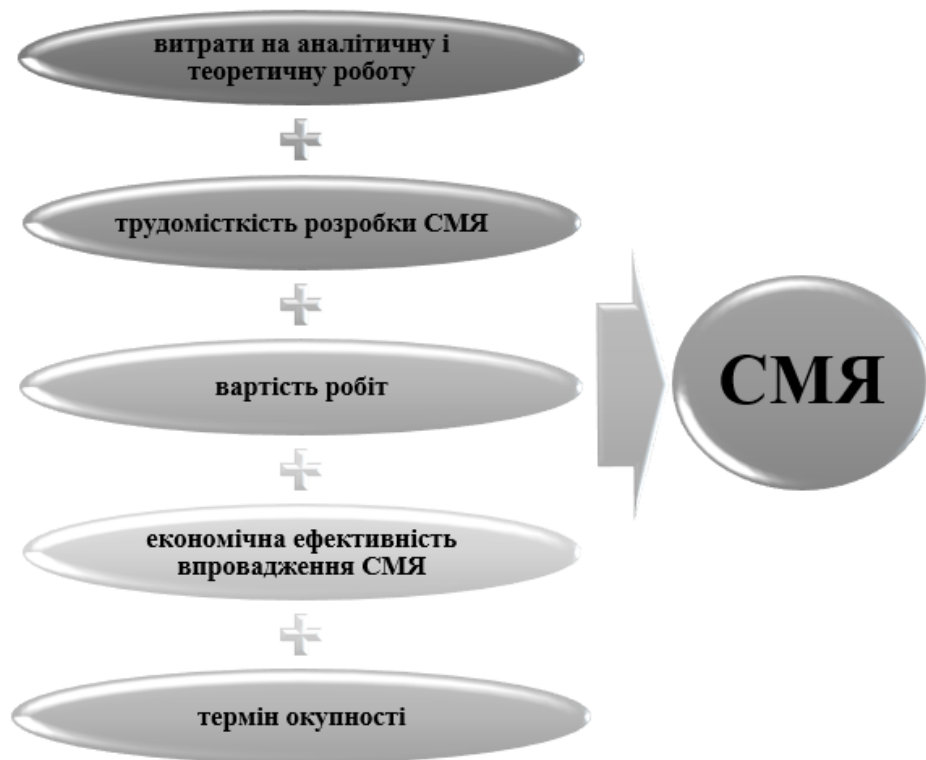 витрати на аналітичну і
теоретичну роботу
трудомісткість розробки СМЯ
вартість робіт
економічна ефективність
впровадження СМЯ
термін окупності
СМЯ